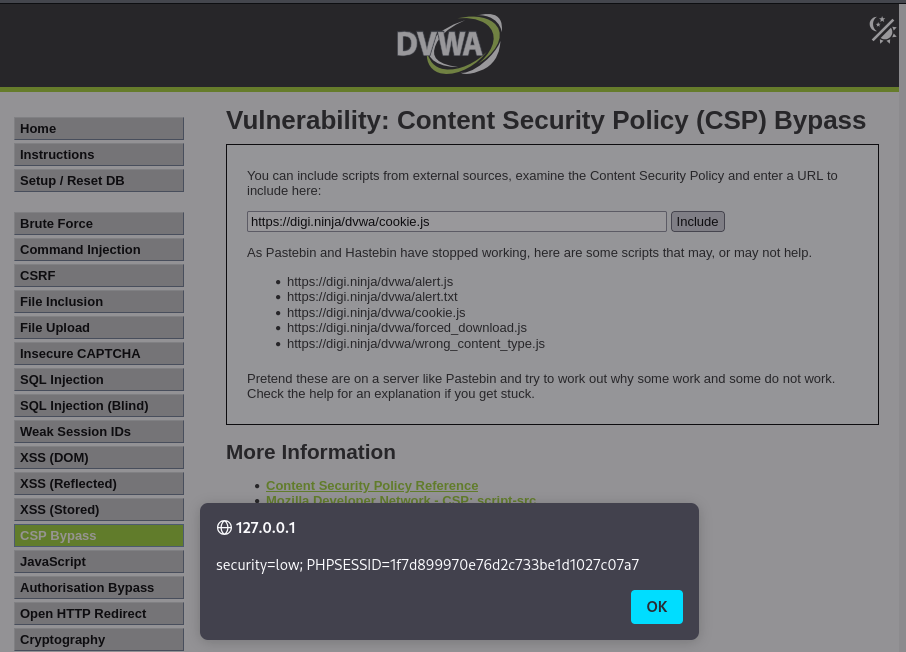 DVWA
Home
Instructions
Setup / Reset DB
Brute Force
Command Injection
CSRF
File Inclusion
File Upload
Insecure CAPTCHA
SQL Injection
SQL Injection (Blind)
Weak Session IDs
XSS (DOM)
XSS (Reflected)
XSS (Stored)
CSP Bypass
JavaScript
Authorisation Bypass
Open HTTP Redirect
Cryptography
Vulnerability: Content Security Policy (CSP) Bypass
You can include scripts from external sources, examine the Content Security Policy and enter a URL to
include here:
https://digi.ninja/dvwa/cookie.js Include
As Pastebin and Hastebin have stopped working, here are some scripts that may, or may not help.
• https://digi.ninja/dvwa/alert.js
• https://digi.ninja/dvwa/alert.txt
• https://digi.ninja/dvwa/cookie.js
• https://digi.ninja/dvwa/forced_download.js
• https://digi.ninja/dvwa/wrong_content_type.js
Pretend these are on a server like Pastebin and try to work out why some work and some do not work.
Check the help for an explanation if you get stuck.
More Information
• Content Security Policy Reference
• Mozilla Developer Network - CSP: script-src
127.0.0.1
security=low; PHPSESSID=1f7d899970e76d2c733be1d1027c07a7
OK